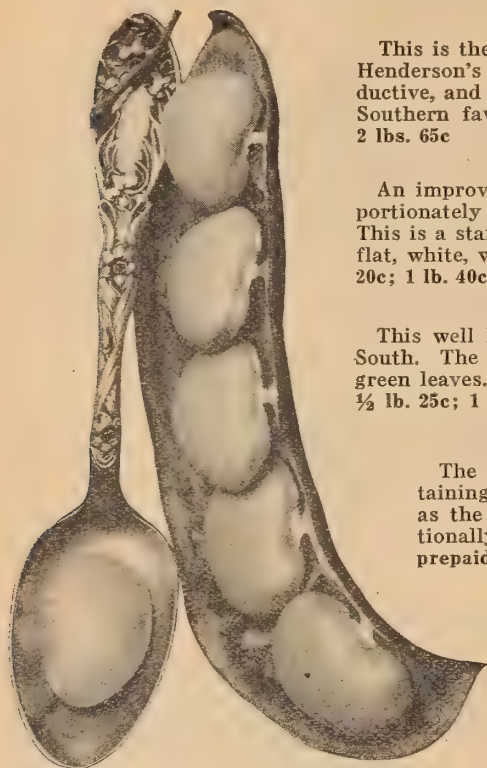 This is the
Henderson's
ductive, and
Southern fav
2 lbs. 65c
An improv
portionately
This is a sta
flat, white, v
20c; 1 lb. 40c
This well
South. The
green leaves.
½ lb. 25c; 1
The
taining
as the
tionally
prepaid